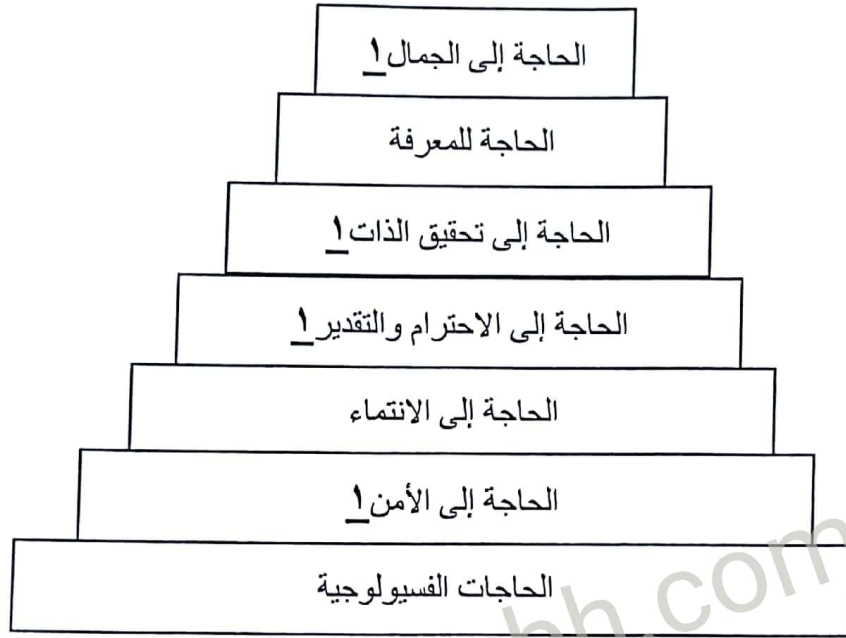 الحاجة إلى الجمال ١
الحاجة للمعرفة
الحاجة إلى تحقيق الذات ١
الحاجة إلى الاحترام والتقدير ١
الحاجة إلى الانتماء
الحاجة إلى الأمن ١
الحاجات الفسيولوجية
bh.com